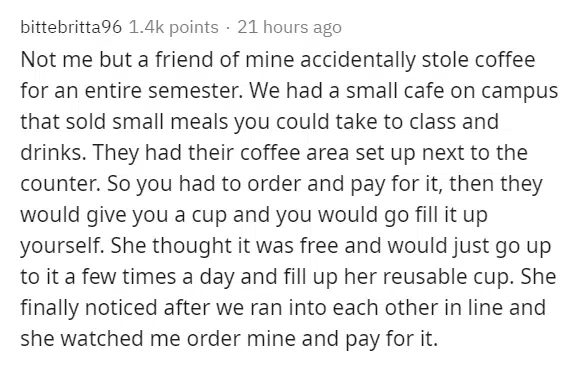 bittebritta96 1.4k points · 21 hours ago
Not me but a friend of mine accidentally stole coffee
for an entire semester. We had a small cafe on campus
that sold small meals you could take to class and
drinks. They had their coffee area set up next to the
counter. So you had to order and pay for it, then they
would give you a cup and you would go fill it up
yourself. She thought it was free and would just go up
to it a few times a day and fill up her reusable cup. She
finally noticed after we ran into each other in line and
she watched me order mine and pay for it.